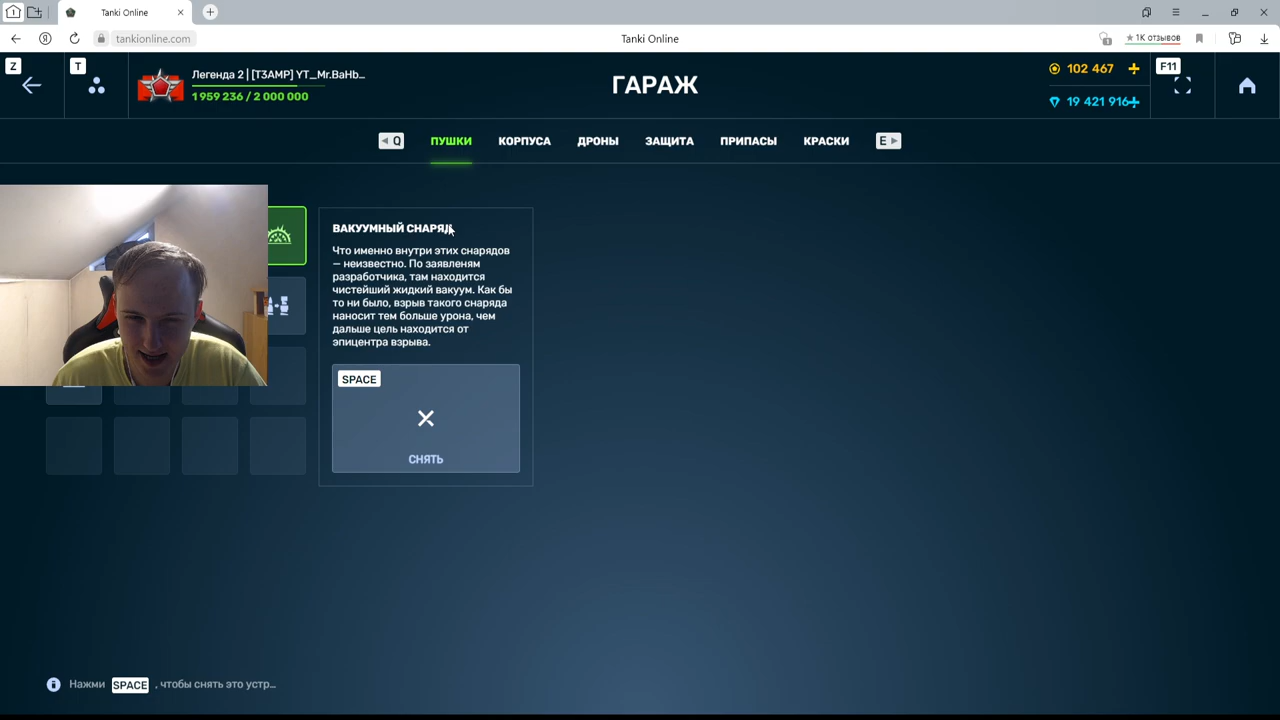 Tanki Online
tankionline.com
Tanki Online
1K отзывов
Z
T
Легенда 2 | [T3AMP] YT_Mr.BaHb...
1 959 236 / 2 000 000
ГАРАЖ
102 467
19 421 916
F11
Q
ПУШКИ
КОРПУСА
ДРОНЫ
ЗАЩИТА
ПРИПАСЫ
КРАСКИ
E
ВАКУУМНЫЙ СНАРЯД
Что именно внутри этих снарядов
— неизвестно. По заявленям
разработчика, там находится
чистейший жидкий вакуум. Как бы
то ни было, взрыв такого снаряда
наносит тем больше урона, чем
дальше цель находится от
эпицентра взрыва.
SPACE
СНЯТЬ
Нажми SPACE , чтобы снять это устр...